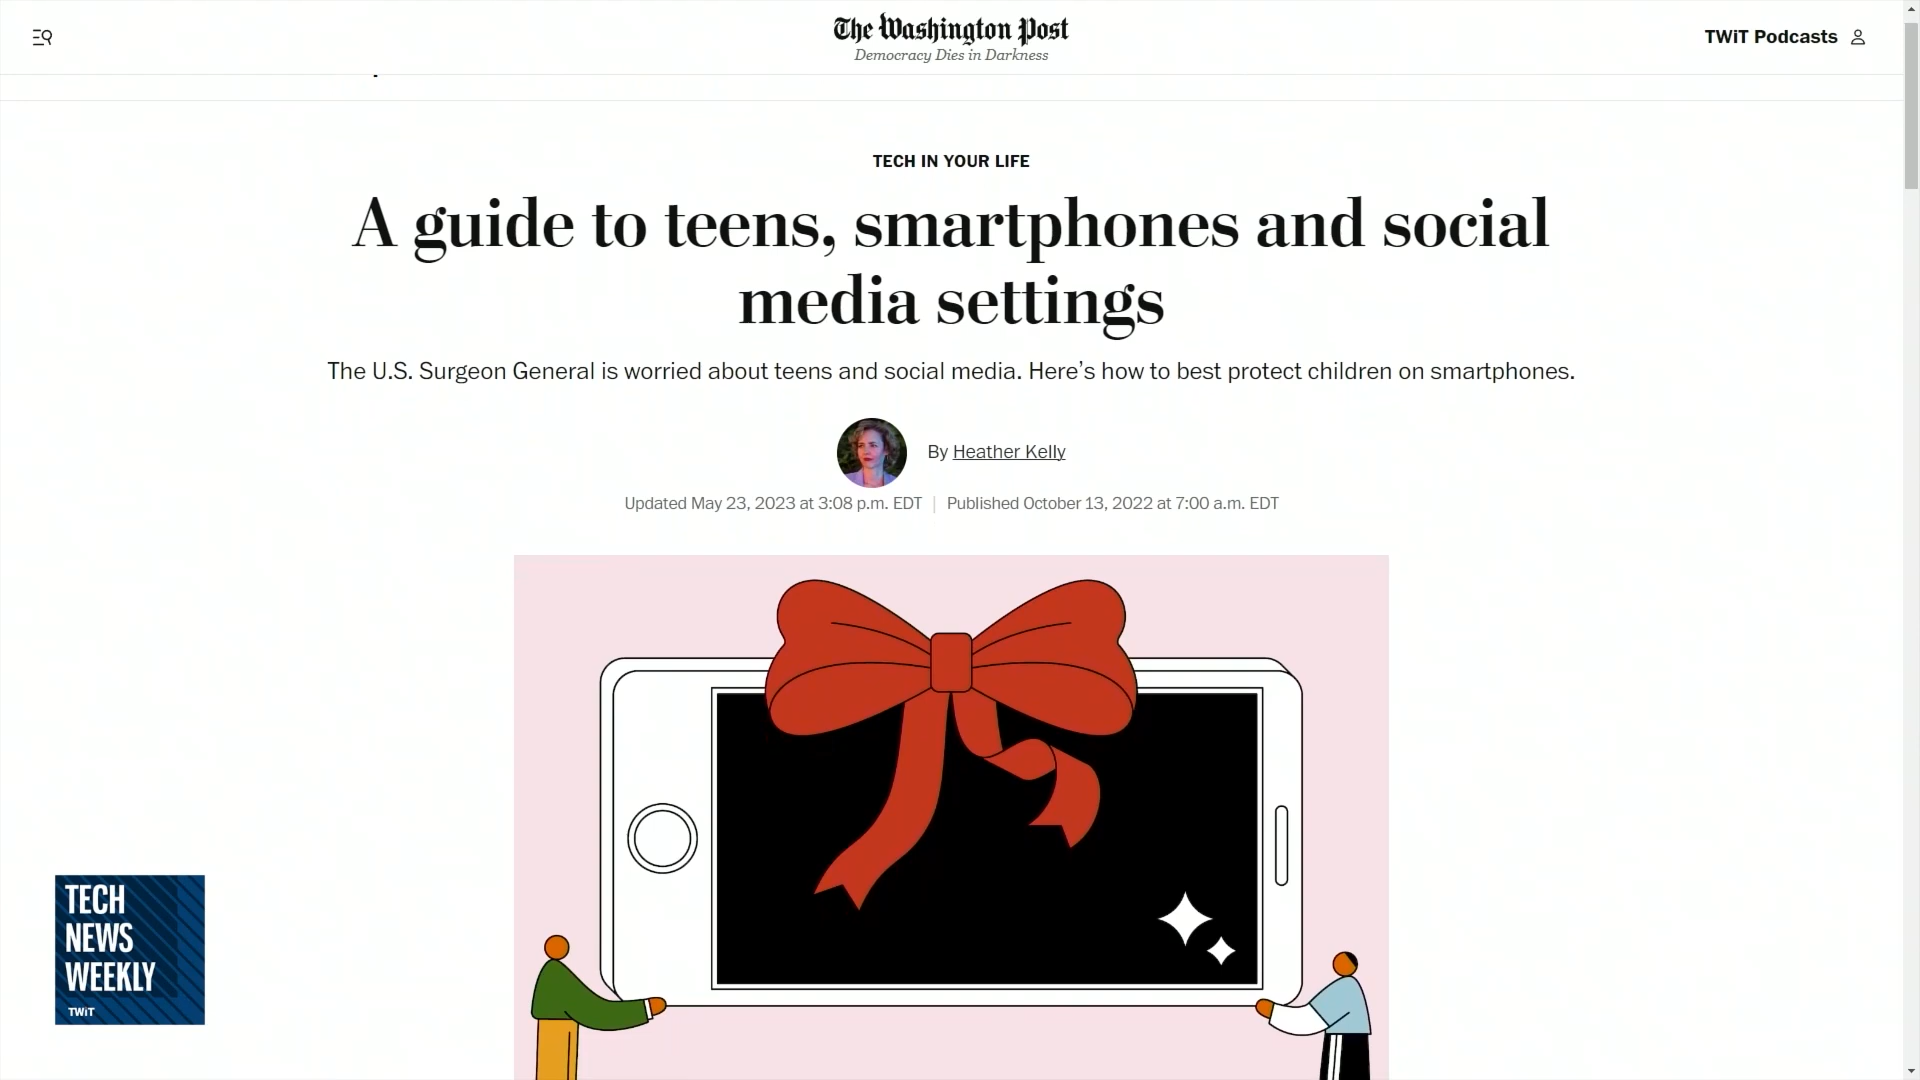 The Washington Post
Democracy Dies in Darkness
TWiT Podcasts
TECH IN YOUR LIFE
A guide to teens, smartphones and social
media settings
The U.S. Surgeon General is worried about teens and social media. Here’s how to best protect children on smartphones.
By Heather Kelly
Updated May 23, 2023 at 3:08 p.m. EDT | Published October 13, 2022 at 7:00 a.m. EDT
TECH
NEWS
WEEKLY
TWiT